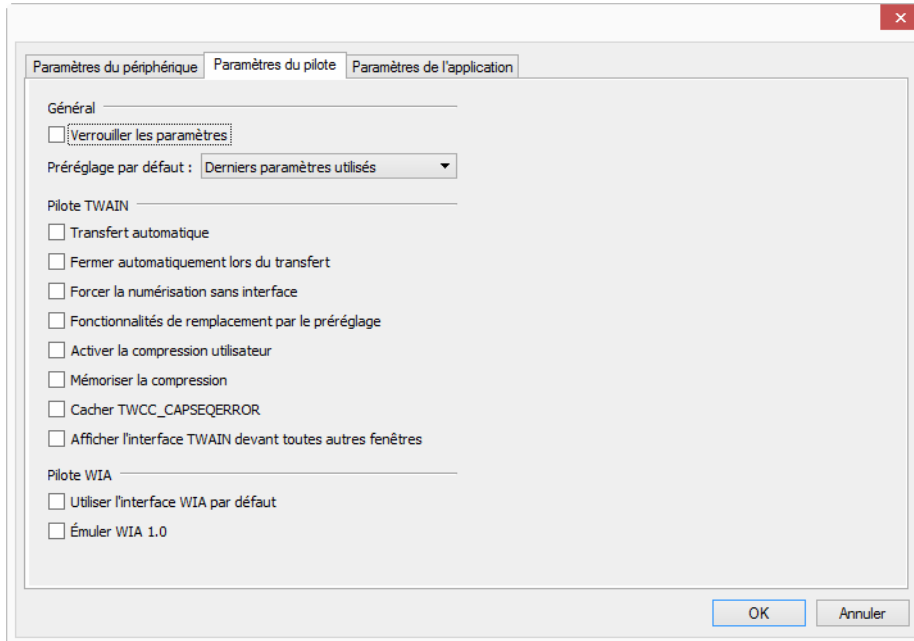 Paramètres du périphérique Paramètres du pilote Paramètres de l'application
Général
Verrouiller les paramètres
Préréglage par défaut : Derniers paramètres utilisés
Pilote TWAIN
Transfert automatique
Fermer automatiquement lors du transfert
Forcer la numérisation sans interface
Fonctionnalités de remplacement par le préréglage
Activer la compression utilisateur
Mémoriser la compression
Cacher TWCC_CAPSEQERROR
Afficher l'interface TWAIN devant toutes autres fenêtres
Pilote WIA
Utiliser l'interface WIA par défaut
Émuler WIA 1.0
OK Annuler